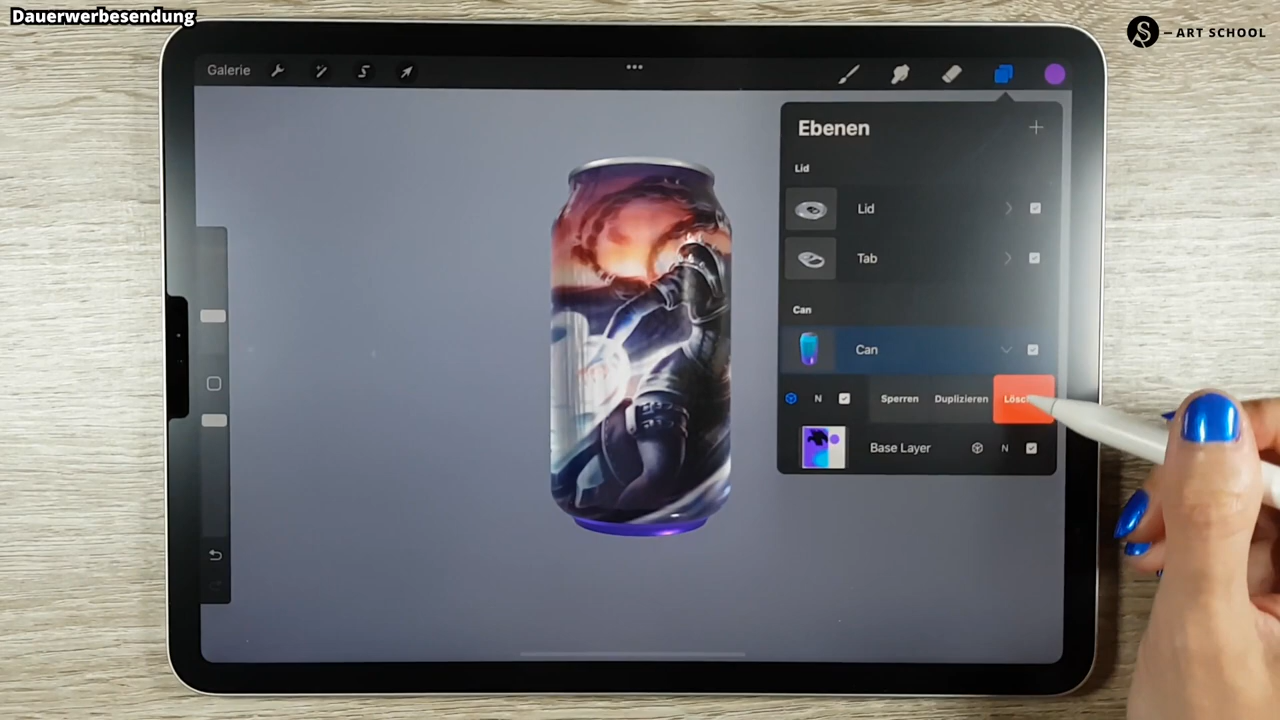 Dauerwerbesendung
S – ART SCHOOL
Galerie
Ebenen
Lid
Lid
Tab
Can
Can
N Sperren Duplizieren
Base Layer N